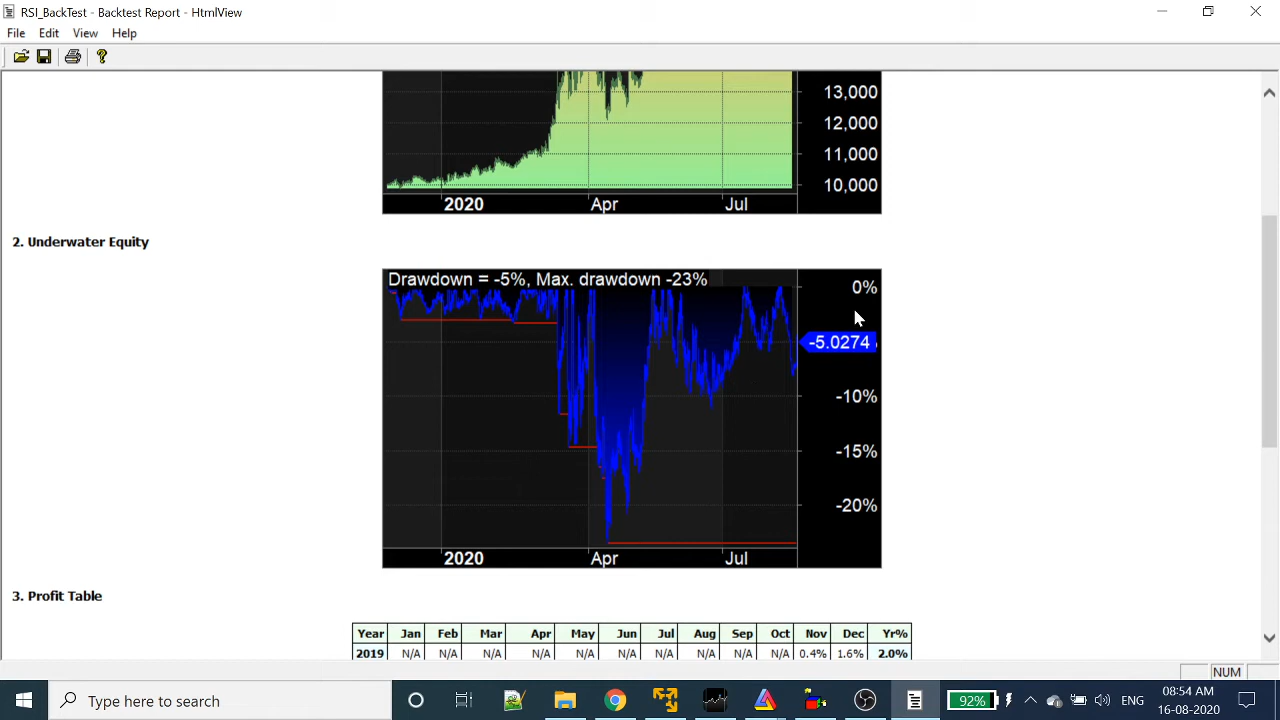 RSI_BackTest - Backtest Report - HtmlView
File Edit View Help
13,000
12,000
11,000
10,000
2020 Apr Jul
2. Underwater Equity
Drawdown = -5%, Max. drawdown -23%
0%
-5.0274
-10%
-15%
-20%
2020 Apr Jul
3. Profit Table
Year Jan Feb Mar Apr May Jun Jul Aug Sep Oct Nov Dec Yr%
2019 N/A N/A N/A N/A N/A N/A N/A N/A N/A N/A 0.4% 1.6% 2.0%
NUM
Type here to search
92%
ENG
08:54 AM
16-08-2020